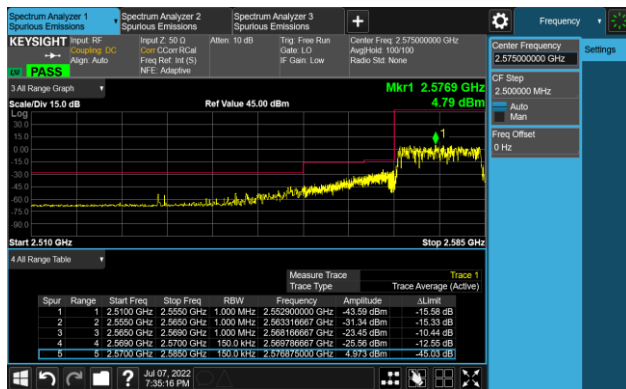 Spectrum Analyzer 1
Spurious Emissions
Spectrum Analyzer 2
Spurious Emissions
Spectrum Analyzer 3
Spurious Emissions
Frequency
KEYSIGHT
Input: RF
Coupling: DC
Align: Auto
Input Z: 50 Ω
Corr CCorr RCal
Freq Ref: Int (S)
NFE: Adaptive
Atten: 10 dB
Trig: Free Run
Gate: LO
IF Gain: Low
Center Freq: 2.575000000 GHz
Avg|Hold: 100/100
Radio Std: None
PASS
Center Frequency
2.575000000 GHz
Settings
CF Step
2.500000 MHz
Auto
Man
Freq Offset
0 Hz
3 All Range Graph
Mkr1 2.5769 GHz
Scale/Div 15.0 dB
Ref Value 45.00 dBm
4.79 dBm
Log
30.0
15.0
0.00
-15.0
-30.0
-45.0
-60.0
-75.0
-90.0
1
Start 2.510 GHz
Stop 2.585 GHz
4 All Range Table
Measure Trace
Trace 1
Trace Type
Trace Average (Active)
Spur Range Start Freq Stop Freq RBW Frequency Amplitude ΔLimit
1 1 2.5100 GHz 2.5550 GHz 1.000 MHz 2.552900000 GHz -43.59 dBm -15.58 dB
2 2 2.5550 GHz 2.5650 GHz 1.000 MHz 2.563316667 GHz -31.34 dBm -15.33 dB
3 3 2.5650 GHz 2.5690 GHz 1.000 MHz 2.568166667 GHz -23.45 dBm -10.44 dB
4 4 2.5690 GHz 2.5700 GHz 150.0 kHz 2.569786667 GHz -25.56 dBm -12.55 dB
5 5 2.5700 GHz 2.5850 GHz 150.0 kHz 2.576875000 GHz 4.973 dBm -45.03 dB
Jul 07, 2022
7:35:16 PM